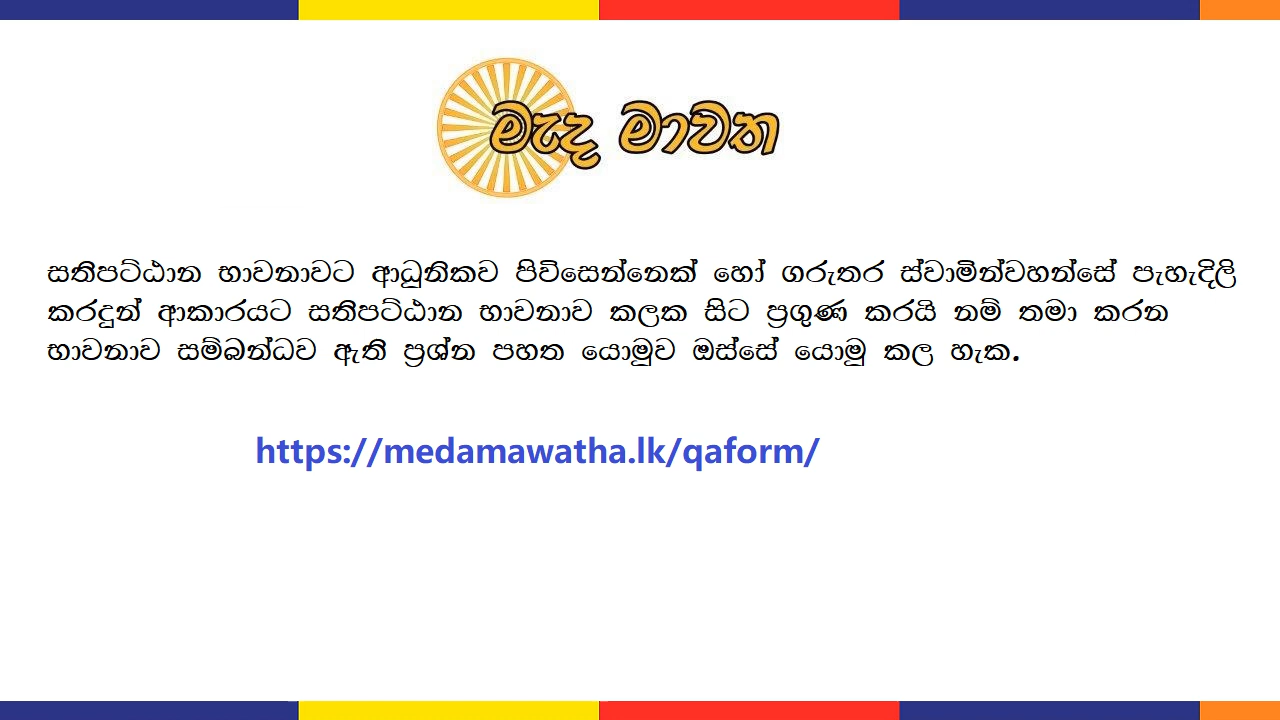 මැද මාවත
සතිපට්ඨාන භාවනාවට ආධුනිකව පිවිසෙන්නෙක් හෝ ගරුතර ස්වාමින්වහන්සේ පැහැදිලි
කරදුන් ආකාරයට සතිපට්ඨාන භාවනාව කලක සිට ප්‍රගුණ කරයි නම් තමා කරන
භාවනාව සම්බන්ධව ඇති ප්‍රශ්න පහත යොමුව ඔස්සේ යොමු කල හැක.
https://medamawatha.lk/qaform/